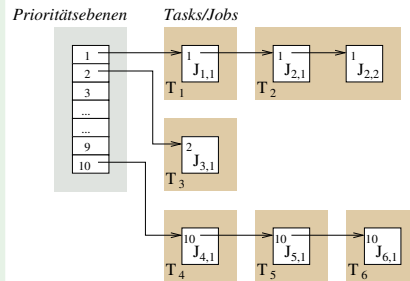 Prioritätsebenen Tasks/Jobs
1
2
3
...
...
9
10
1 J1,1
T1
1 J2,1
1 J2,2
T2
2 J3,1
T3
10 J4,1
T4
10 J5,1
T5
10 J6,1
T6